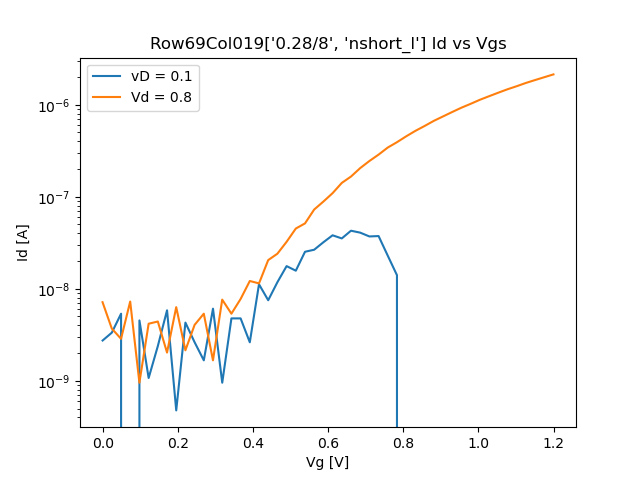 Row69Col019['0.28/8', 'nshort_l'] Id vs Vgs
vD = 0.1
Vd = 0.8
10^-6
10^-7
10^-8
10^-9
Id [A]
0.0 0.2 0.4 0.6 0.8 1.0 1.2
Vg [V]